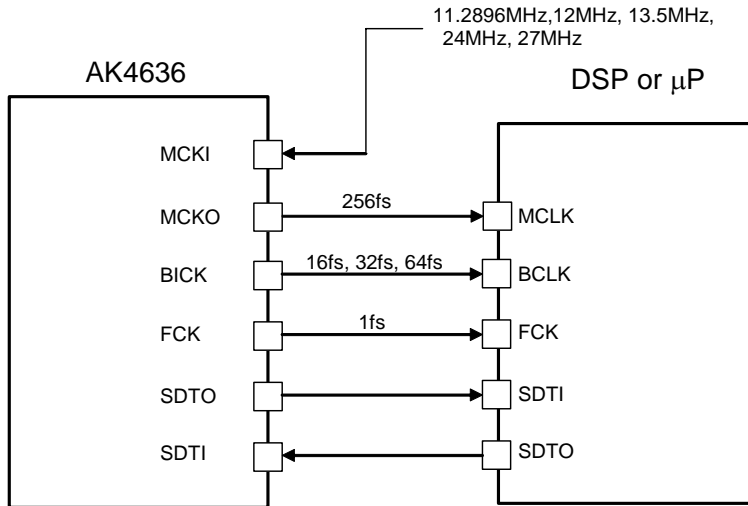 11.2896MHz,12MHz, 13.5MHz,
24MHz, 27MHz
AK4636
DSP or μP
MCKI
MCKO
256fs
MCLK
BICK
16fs, 32fs, 64fs
BCLK
FCK
1fs
FCK
SDTO
SDTI
SDTI
SDTO